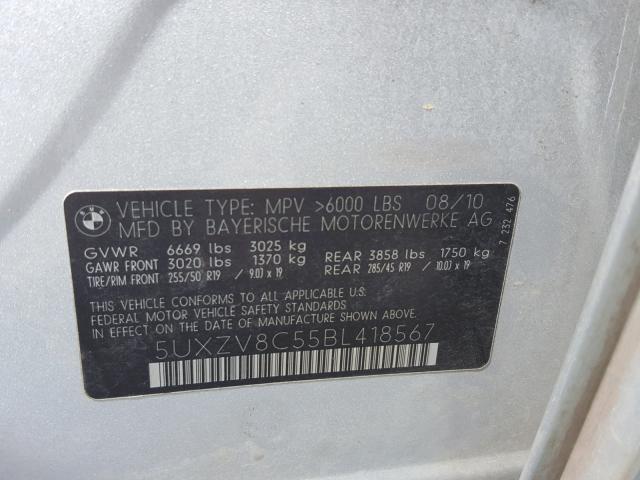 BMW
VEHICLE TYPE: MPV >6000 LBS 08/10
MFD BY BAYERISCHE MOTORENWERKE AG
GVWR 6669 lbs 3025 kg
GAWR FRONT 3020 lbs 1370 kg REAR 3858 lbs 1750 kg
TIRE/RIM FRONT 255/50 R19 / 9.0J x 19 REAR 285/45 R19 / 10.0J x 19
THIS VEHICLE CONFORMS TO ALL APPLICABLE U.S.
FEDERAL MOTOR VEHICLE SAFETY STANDARDS
IN EFFECT ON THE DATE OF MANUFACTURE SHOWN ABOVE.
5UXZV8C55BL418567
7 232 476